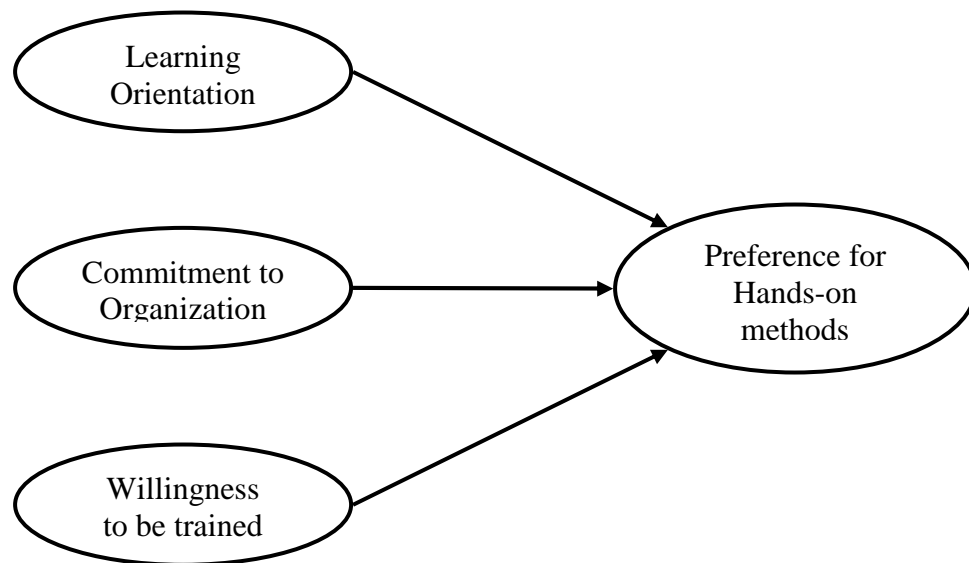 Learning
Orientation
Commitment to
Organization
Preference for
Hands-on
methods
Willingness
to be trained